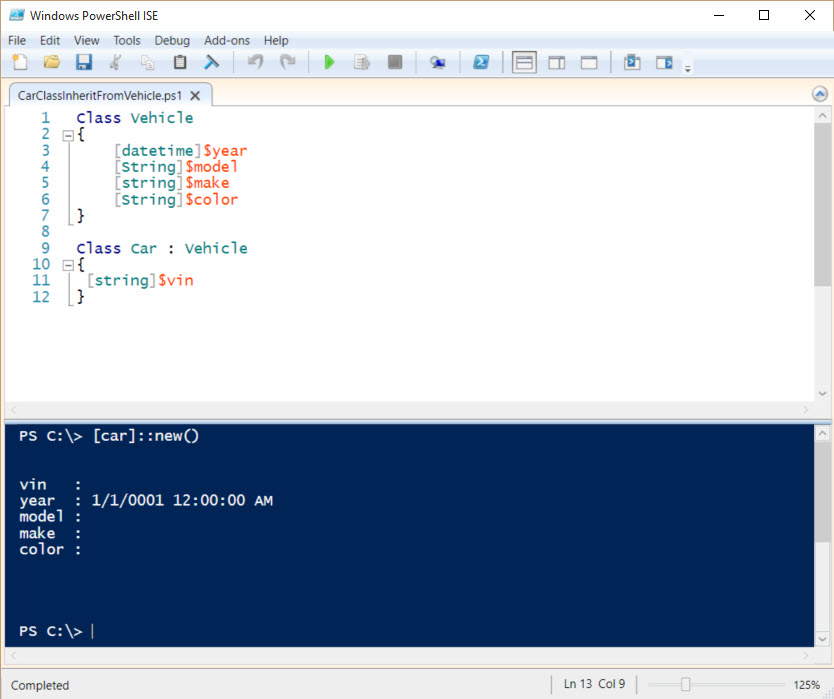 Windows PowerShell ISE
File Edit View Tools Debug Add-ons Help
CarClassInheritFromVehicle.ps1
1 Class Vehicle
2 {
3 [datetime]$year
4 [String]$model
5 [string]$make
6 [String]$color
7 }
8
9 Class Car : Vehicle
10 {
11 [string]$vin
12 }
PS C:\> [car]::new()
vin :
year : 1/1/0001 12:00:00 AM
model :
make :
color :
PS C:\>
Completed Ln 13 Col 9 125%